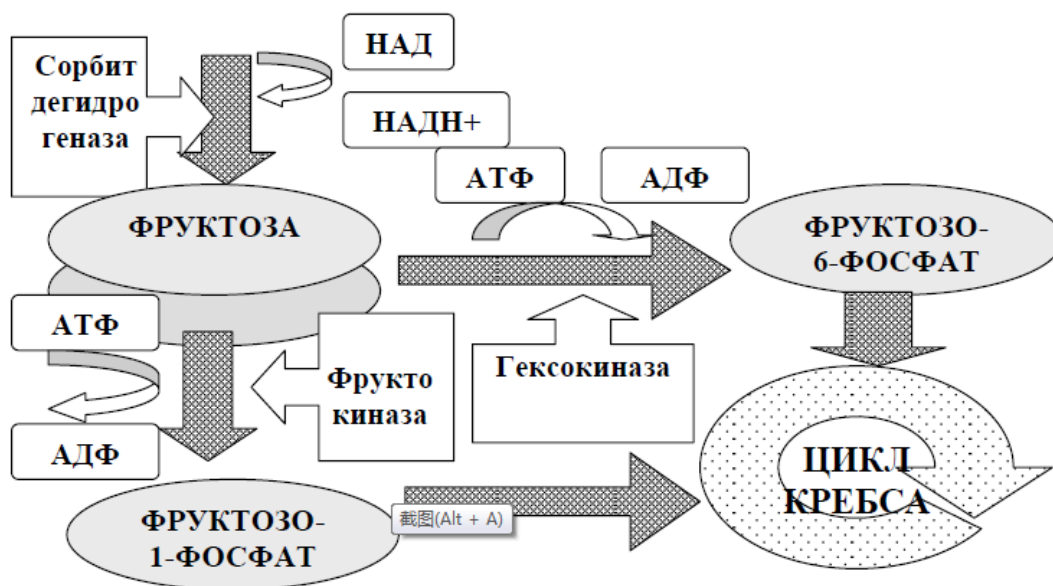 НАД
Сорбит
дегидро
геназа
НАДН+
АТФ
АДФ
ФРУКТОЗА
ФРУКТОЗО-
6-ФОСФАТ
АТФ
Фрукто
киназа
Гексокиназа
АДФ
ЦИКЛ
КРЕБСА
ФРУКТОЗО-
1-ФОСФАТ
截图(Alt + A)